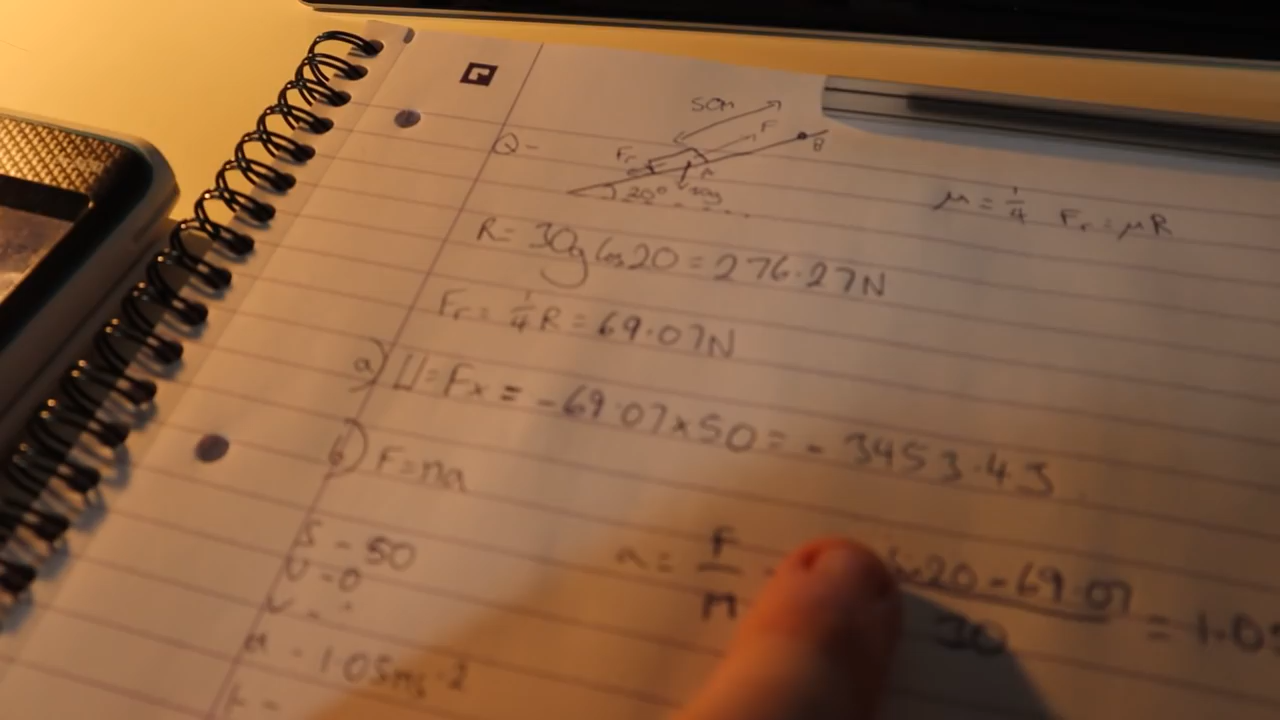 50m
F
Q -
B
Fr
20°
30g
μ = 1/4 Fr = μR
R = 30g Cos20 = 276.27N
Fr = 1/4 R = 69.07N
a) W = Fx = -69.07 x 50 = - 3453.4J
b) F = ma
a = F/m = 20 - 69.07 / 30 = 1.05
S - 50
U - 0
V -
a - 1.05ms-2
t -